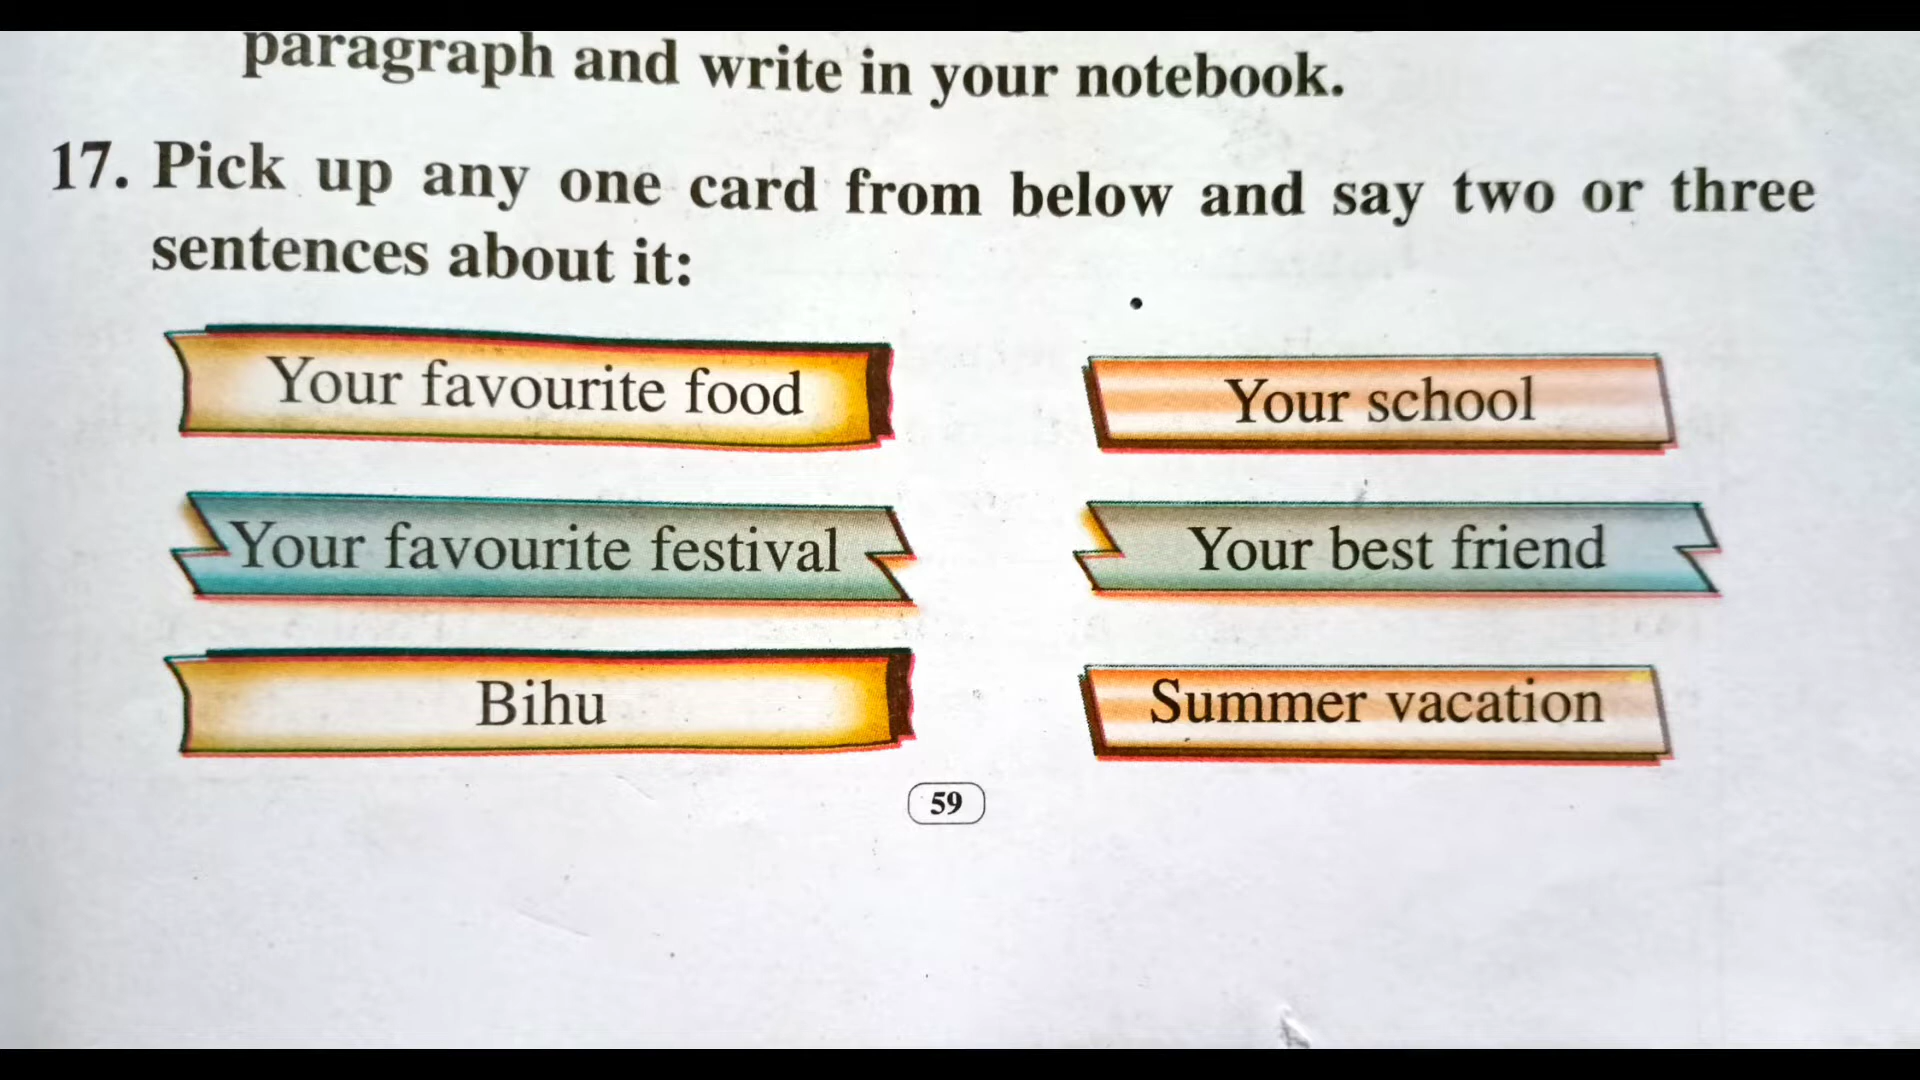 paragraph and write in your notebook.
17. Pick up any one card from below and say two or three
sentences about it:
Your favourite food
Your school
Your favourite festival
Your best friend
Bihu
Summer vacation
59